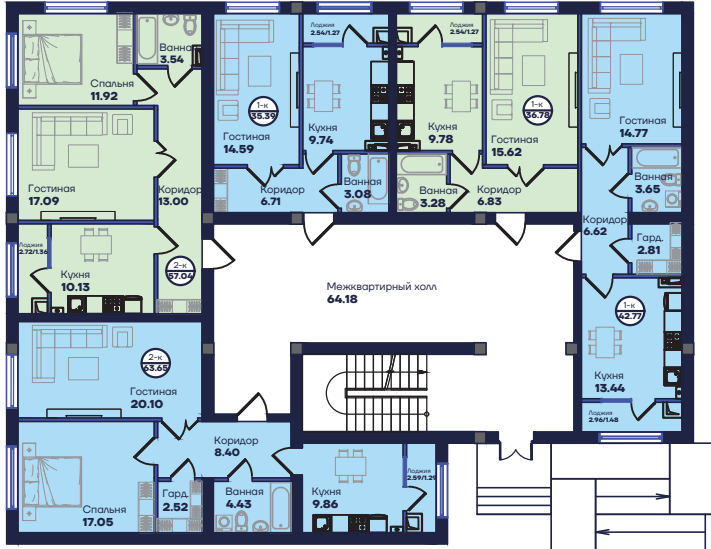 Спальня
11.92
Ванная
3.54
Гостиная
17.09
Коридор
13.00
Лоджия
2.72/1.36
Кухня
10.13
2-к
57.04
1-к
35.39
Гостиная
14.59
Лоджия
2.54/1.27
Кухня
9.74
Коридор
6.71
Ванная
3.08
Лоджия
2.54/1.27
Кухня
9.78
1-к
36.78
Гостиная
15.62
Ванная
3.28
Коридор
6.83
Гостиная
14.77
Ванная
3.65
Коридор
6.62
Гард.
2.81
1-к
42.77
Кухня
13.44
Лоджия
2.96/1.48
Межквартирный холл
64.18
2-к
63.65
Гостиная
20.10
Коридор
8.40
Спальня
17.05
Гард.
2.52
Ванная
4.43
Кухня
9.86
Лоджия
2.59/1.29